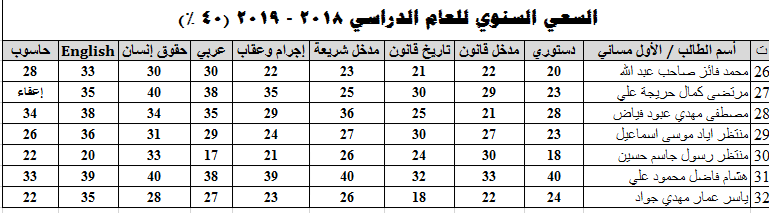 السعي السنوي للعام الدراسي ٢٠١٨ - ٢٠١٩ (٤٠ ٪)
ت أسم الطالب / الأول مسائي دستوري مدخل قانون تاريخ قانون مدخل شريعة إجرام وعقاب عربي حقوق إنسان English حاسوب
26 محمد فائز صاحب عبد الله 20 22 21 23 22 30 30 33 28
27 مرتضى كمال حريجة علي 23 29 30 25 35 38 40 35 إعفاء
28 مصطفى مهدي عبود فياض 28 21 25 36 29 35 34 38 34
29 منتظر اياد موسى اسماعيل 23 27 30 27 24 29 31 36 26
30 منتظر رسول جاسم حسين 18 30 24 26 21 17 33 20 22
31 هشام فاضل محمود علي 40 33 32 40 39 38 40 39 33
32 ياسر عمار مهدي جواد 24 22 18 26 23 27 28 35 22